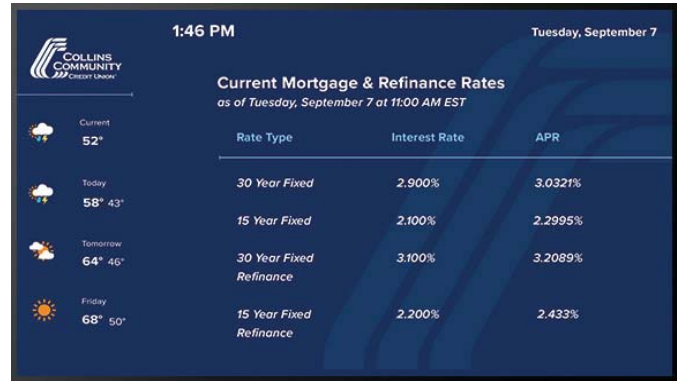 COLLINS
COMMUNITY
CREDIT UNION
1:46 PM
Tuesday, September 7
Current Mortgage & Refinance Rates
as of Tuesday, September 7 at 11:00 AM EST
Rate Type Interest Rate APR
30 Year Fixed 2.900% 3.0321%
15 Year Fixed 2.100% 2.2995%
30 Year Fixed 3.100% 3.2089%
Refinance
15 Year Fixed 2.200% 2.433%
Refinance
Current
52°
Today
58° 43°
Tomorrow
64° 46°
Friday
68° 50°